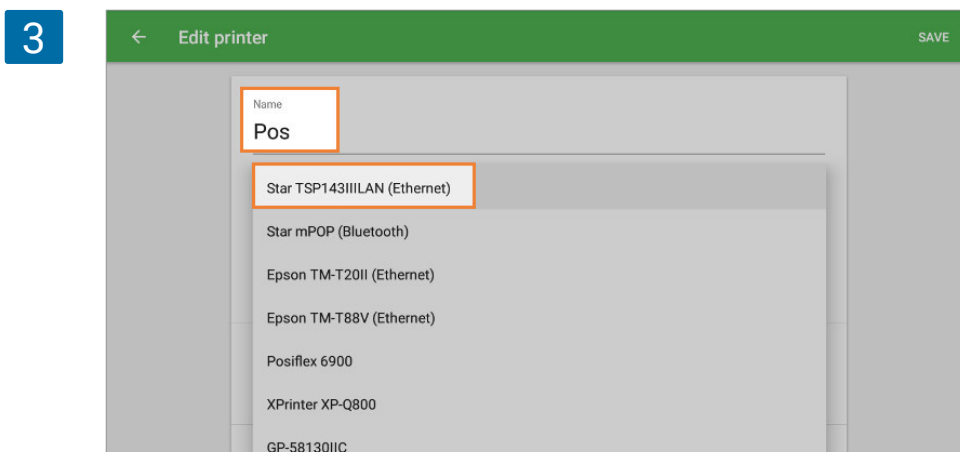 3
← Edit printer SAVE
Name
Pos
Star TSP143IIILAN (Ethernet)
Star mPOP (Bluetooth)
Epson TM-T20II (Ethernet)
Epson TM-T88V (Ethernet)
Posiflex 6900
XPrinter XP-Q800
GP-58130IIC